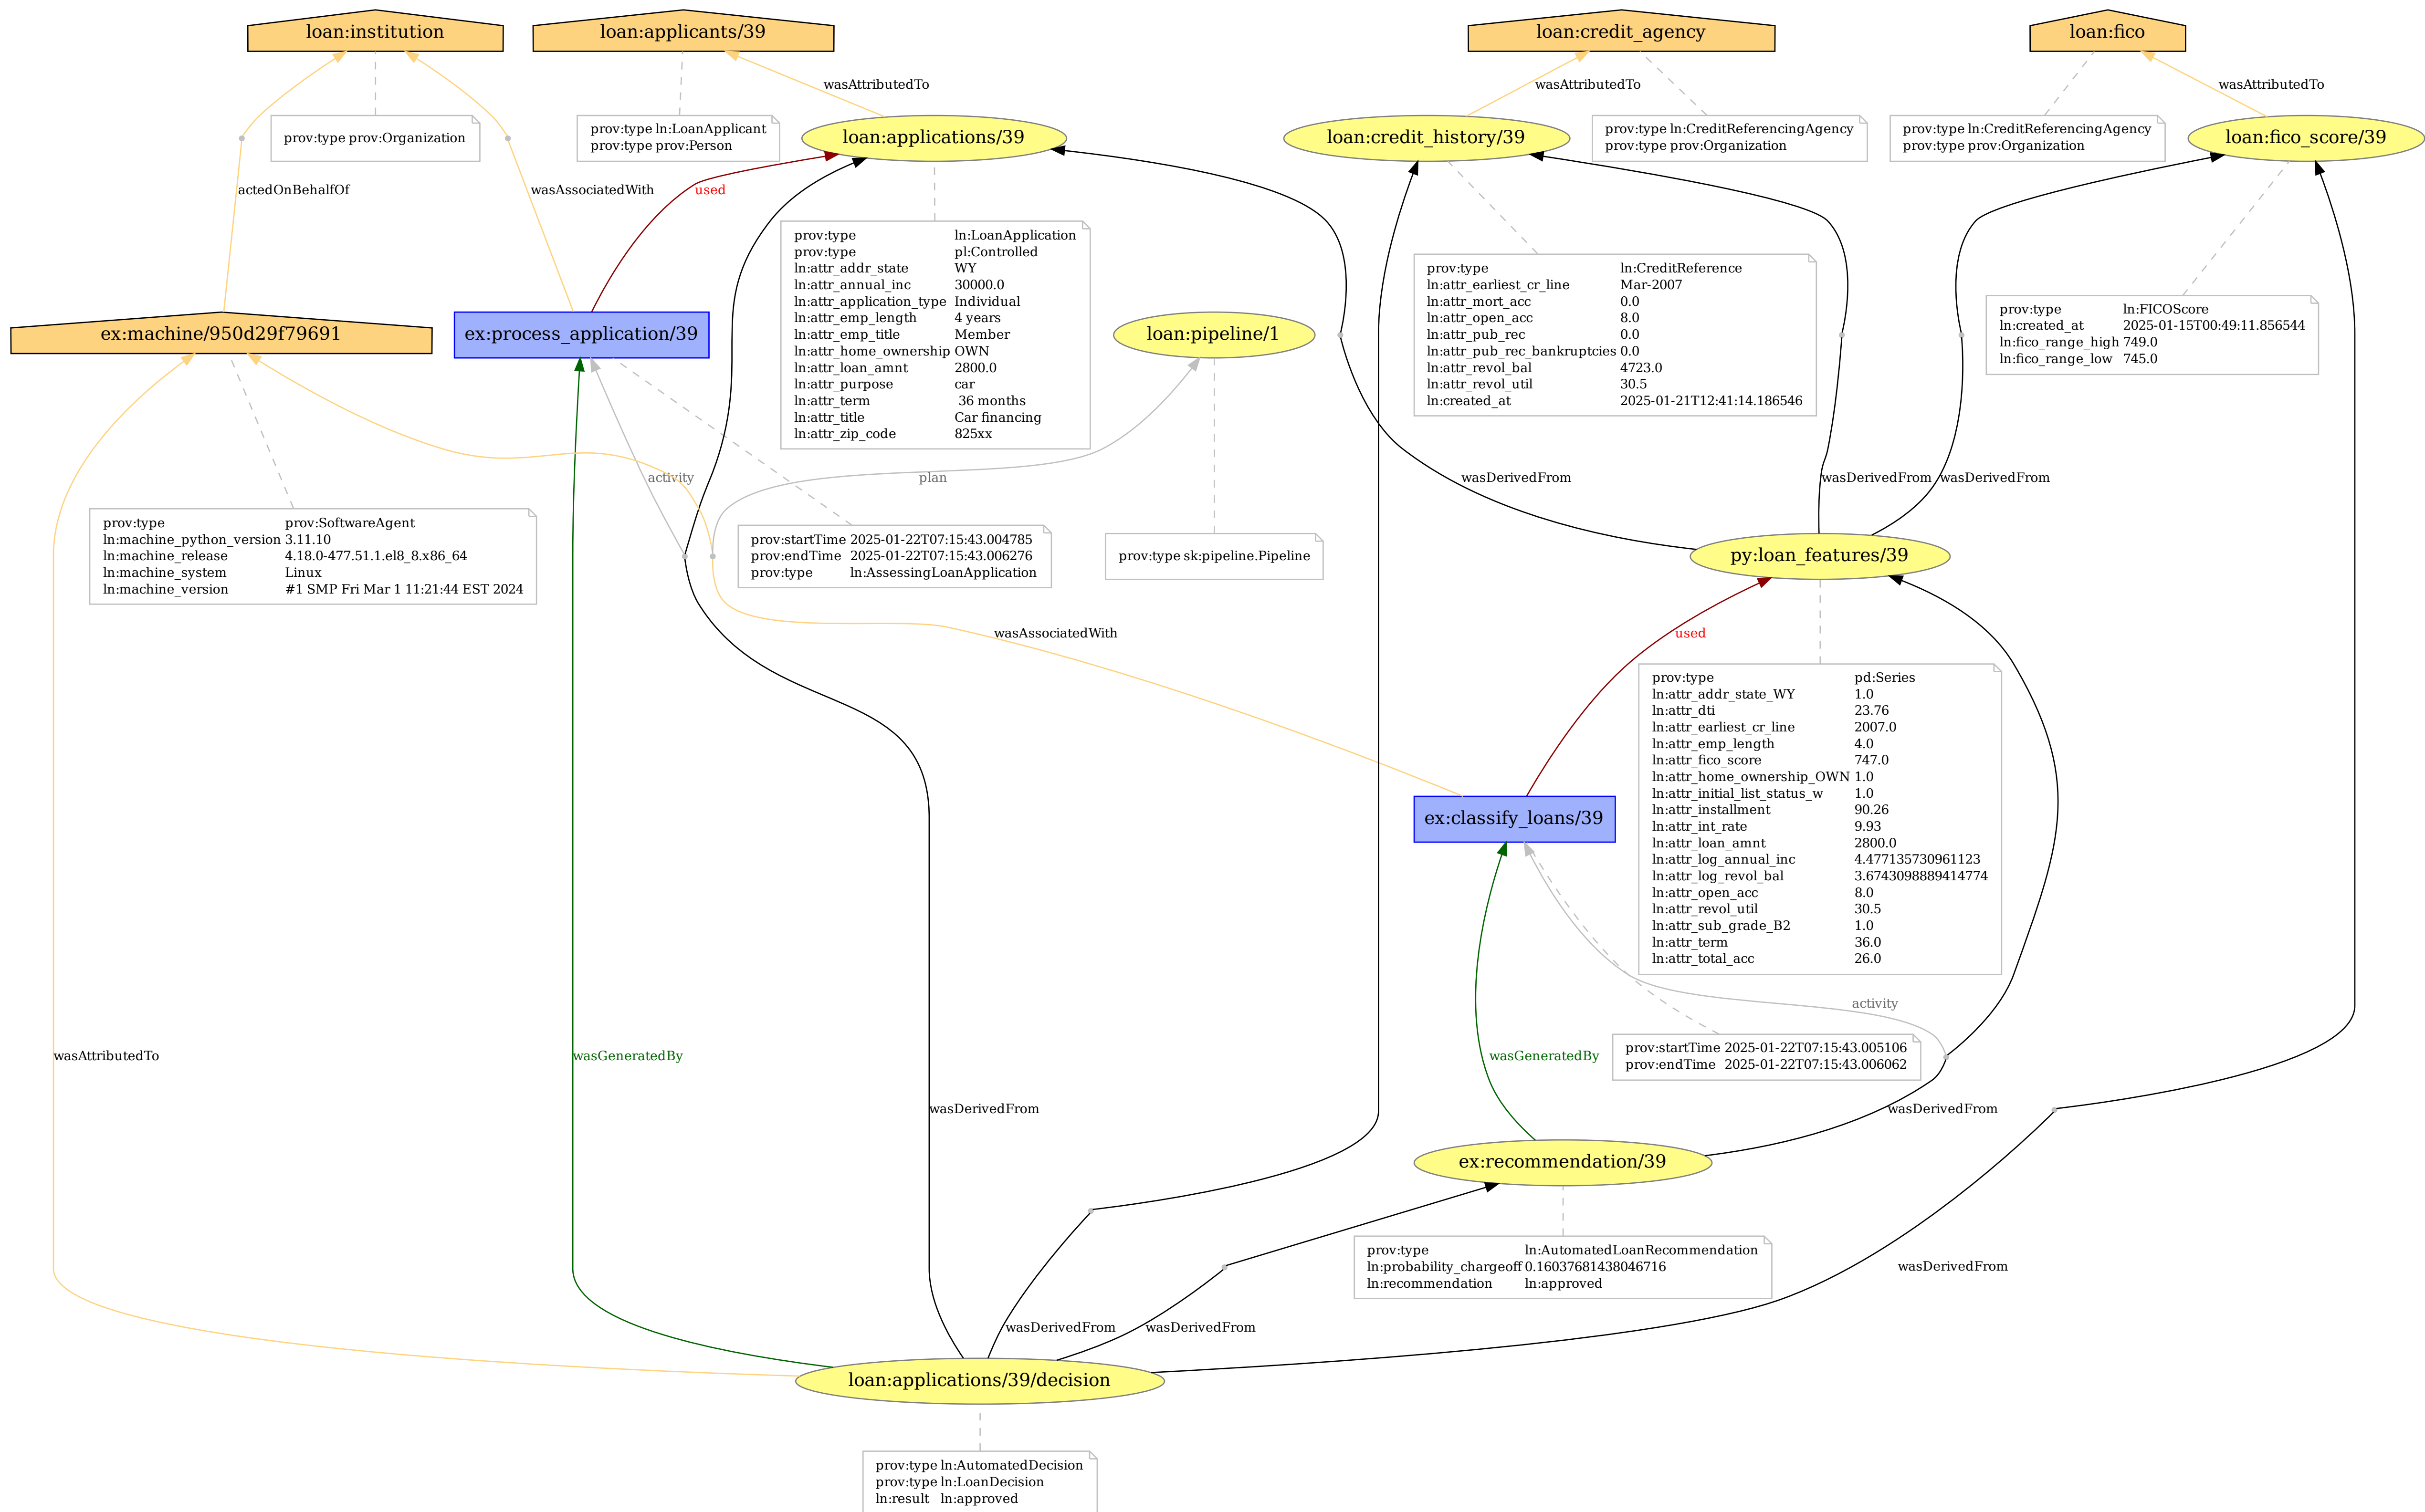 loan:institution
loan:applicants/39
loan:credit_agency
loan:fico
wasAttributedTo
wasAttributedTo
wasAttributedTo
prov:type prov:Organization
prov:type ln:LoanApplicant
prov:type prov:Person
loan:applications/39
loan:credit_history/39
prov:type ln:CreditReferencingAgency
prov:type prov:Organization
prov:type ln:CreditReferencingAgency
prov:type prov:Organization
loan:fico_score/39
actedOnBehalfOf
wasAssociatedWith
used
prov:type ln:LoanApplication
prov:type pl:Controlled
ln:attr_addr_state WY
ln:attr_annual_inc 30000.0
ln:attr_application_type Individual
ln:attr_emp_length 4 years
ln:attr_emp_title Member
ln:attr_home_ownership OWN
ln:attr_loan_amnt 2800.0
ln:attr_purpose car
ln:attr_term 36 months
ln:attr_title Car financing
ln:attr_zip_code 825xx
prov:type ln:CreditReference
ln:attr_earliest_cr_line Mar-2007
ln:attr_mort_acc 0.0
ln:attr_open_acc 8.0
ln:attr_pub_rec 0.0
ln:attr_pub_rec_bankruptcies 0.0
ln:attr_revol_bal 4723.0
ln:attr_revol_util 30.5
ln:created_at 2025-01-21T12:41:14.186546
prov:type ln:FICOScore
ln:created_at 2025-01-15T00:49:11.856544
ln:fico_range_high 749.0
ln:fico_range_low 745.0
ex:machine/950d29f79691
ex:process_application/39
loan:pipeline/1
activity
plan
wasDerivedFrom
wasDerivedFrom
wasDerivedFrom
prov:type prov:SoftwareAgent
ln:machine_python_version 3.11.10
ln:machine_release 4.18.0-477.51.1.el8_8.x86_64
ln:machine_system Linux
ln:machine_version #1 SMP Fri Mar 1 11:21:44 EST 2024
prov:startTime 2025-01-22T07:15:43.004785
prov:endTime 2025-01-22T07:15:43.006276
prov:type ln:AssessingLoanApplication
prov:type sk:pipeline.Pipeline
py:loan_features/39
wasAssociatedWith
used
prov:type pd:Series
ln:attr_addr_state_WY 1.0
ln:attr_dti 23.76
ln:attr_earliest_cr_line 2007.0
ln:attr_emp_length 4.0
ln:attr_fico_score 747.0
ln:attr_home_ownership_OWN 1.0
ln:attr_initial_list_status_w 1.0
ln:attr_installment 90.26
ln:attr_int_rate 9.93
ln:attr_loan_amnt 2800.0
ln:attr_log_annual_inc 4.477135730961123
ln:attr_log_revol_bal 3.6743098889414774
ln:attr_open_acc 8.0
ln:attr_revol_util 30.5
ln:attr_sub_grade_B2 1.0
ln:attr_term 36.0
ln:attr_total_acc 26.0
ex:classify_loans/39
activity
wasAttributedTo
wasGeneratedBy
wasGeneratedBy
prov:startTime 2025-01-22T07:15:43.005106
prov:endTime 2025-01-22T07:15:43.006062
wasDerivedFrom
wasDerivedFrom
ex:recommendation/39
prov:type ln:AutomatedLoanRecommendation
ln:probability_chargeoff 0.16037681438046716
ln:recommendation ln:approved
wasDerivedFrom
wasDerivedFrom
wasDerivedFrom
loan:applications/39/decision
prov:type ln:AutomatedDecision
prov:type ln:LoanDecision
ln:result ln:approved